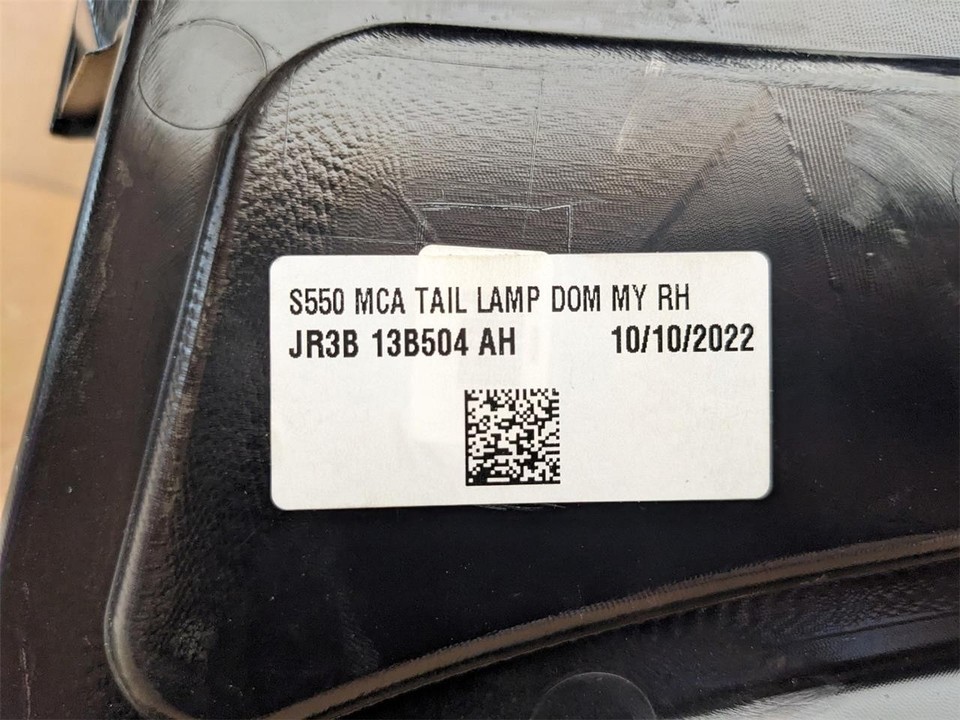 S550 MCA TAIL LAMP DOM MY RH
JR3B 13B504 AH 10/10/2022